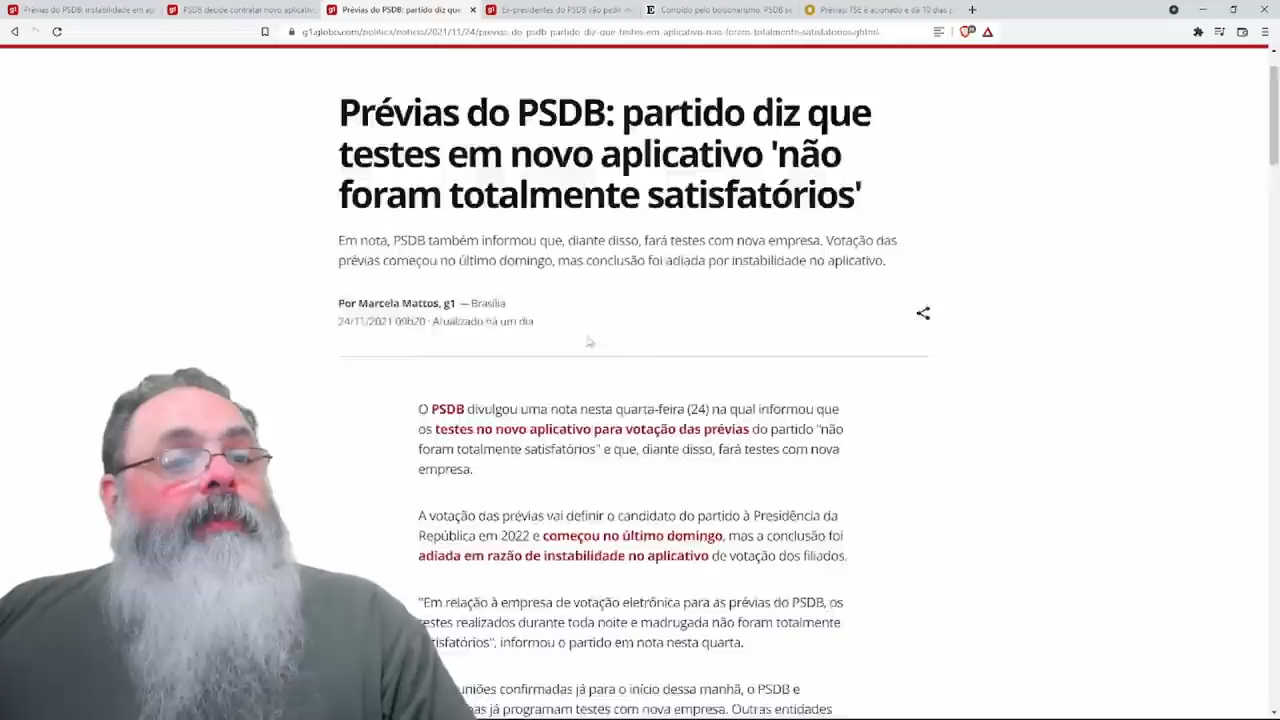 Prévias do PSDB: instabilidade em ap
PSDB decide contratar novo aplicativo
Prévias do PSDB: partido diz que
Ex-presidentes do PSDB vão pedir
Corroído pelo bolsonarismo, PSDB
Prévias: TSE é acionado e dá 10 dias p
g1.globo.com/politica/noticia/2021/11/24/previas-do-psdb-partido-diz-que-testes-em-aplicativo-nao-foram-totalmente-satisfatorios.ghtml
Prévias do PSDB: partido diz que
testes em novo aplicativo 'não
foram totalmente satisfatórios'
Em nota, PSDB também informou que, diante disso, fará testes com nova empresa. Votação das
prévias começou no último domingo, mas conclusão foi adiada por instabilidade no aplicativo.
Por Marcela Mattos, g1 — Brasília
24/11/2021 09h20 · Atualizado há um dia
O PSDB divulgou uma nota nesta quarta-feira (24) na qual informou que
os testes no novo aplicativo para votação das prévias do partido "não
foram totalmente satisfatórios" e que, diante disso, fará testes com nova
empresa.
A votação das prévias vai definir o candidato do partido à Presidência da
República em 2022 e começou no último domingo, mas a conclusão foi
adiada em razão de instabilidade no aplicativo de votação dos filiados.
"Em relação à empresa de votação eletrônica para as prévias do PSDB, os
testes realizados durante toda noite e madrugada não foram totalmente
tisfatórios", informou o partido em nota nesta quarta.
uniões confirmadas já para o início dessa manhã, o PSDB e
as já programam testes com nova empresa. Outras entidades